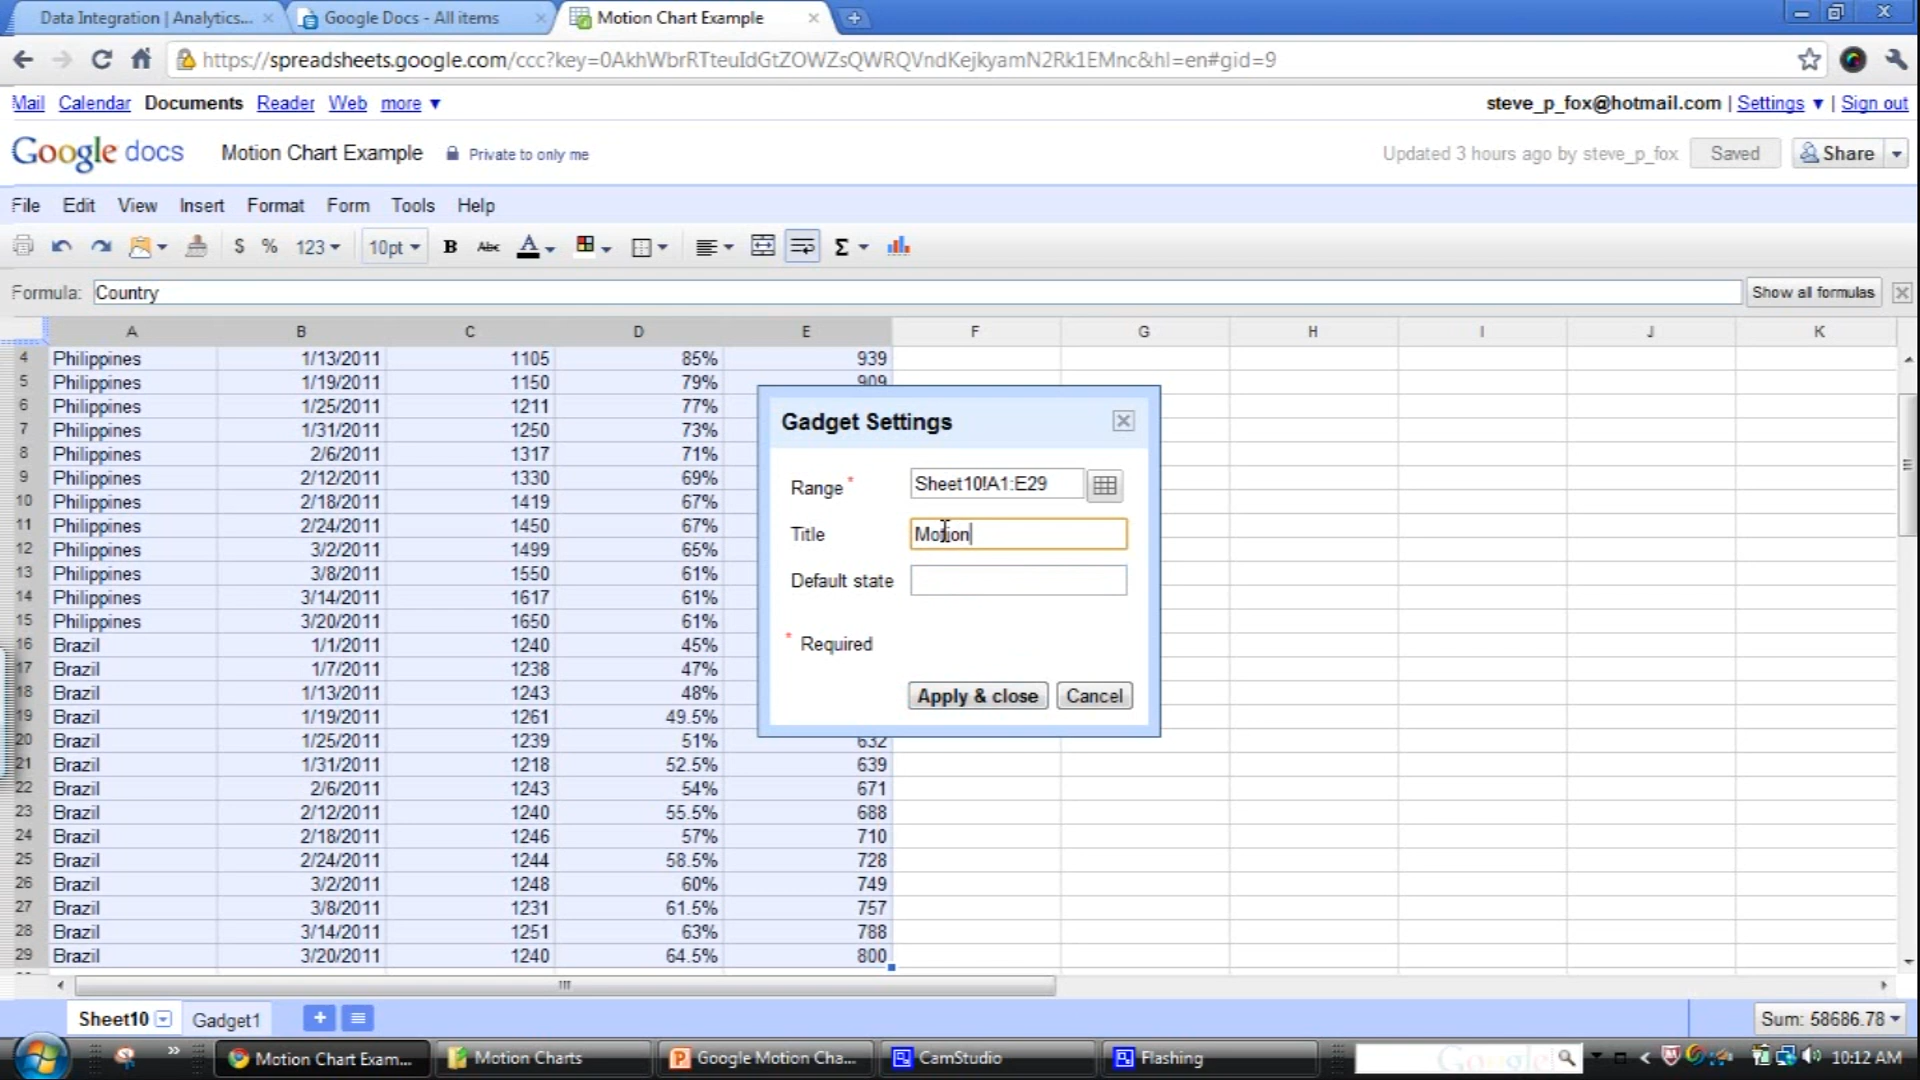 Data Integration | Analytics...
Google Docs - All items
Motion Chart Example
https://spreadsheets.google.com/ccc?key=0AkhWbrRTteuIdGtZOWZsQWRQVndKejkyamN2Rk1EMnc&hl=en#gid=9
Mail Calendar Documents Reader Web more ▼
steve_p_fox@hotmail.com | Settings ▼ | Sign out
Google docs Motion Chart Example Private to only me
Updated 3 hours ago by steve_p_fox Saved Share
File Edit View Insert Format Form Tools Help
$ % 123 10pt B Abc A Σ
Formula: Country Show all formulas
A B C D E F G H I J K
4 Philippines 1/13/2011 1105 85% 939
5 Philippines 1/19/2011 1150 79% 909
6 Philippines 1/25/2011 1211 77%
7 Philippines 1/31/2011 1250 73%
8 Philippines 2/6/2011 1317 71%
9 Philippines 2/12/2011 1330 69%
10 Philippines 2/18/2011 1419 67%
11 Philippines 2/24/2011 1450 67%
12 Philippines 3/2/2011 1499 65%
13 Philippines 3/8/2011 1550 61%
14 Philippines 3/14/2011 1617 61%
15 Philippines 3/20/2011 1650 61%
16 Brazil 1/1/2011 1240 45%
17 Brazil 1/7/2011 1238 47%
18 Brazil 1/13/2011 1243 48%
19 Brazil 1/19/2011 1261 49.5%
20 Brazil 1/25/2011 1239 51% 632
21 Brazil 1/31/2011 1218 52.5% 639
22 Brazil 2/6/2011 1243 54% 671
23 Brazil 2/12/2011 1240 55.5% 688
24 Brazil 2/18/2011 1246 57% 710
25 Brazil 2/24/2011 1244 58.5% 728
26 Brazil 3/2/2011 1248 60% 749
27 Brazil 3/8/2011 1231 61.5% 757
28 Brazil 3/14/2011 1251 63% 788
29 Brazil 3/20/2011 1240 64.5% 800
Gadget Settings
Range * Sheet10!A1:E29
Title Motion
Default state
* Required
Apply & close Cancel
Sheet10 Gadget1
Sum: 58686.78
Motion Chart Exam... Motion Charts Google Motion Cha... CamStudio Flashing Google 10:12 AM